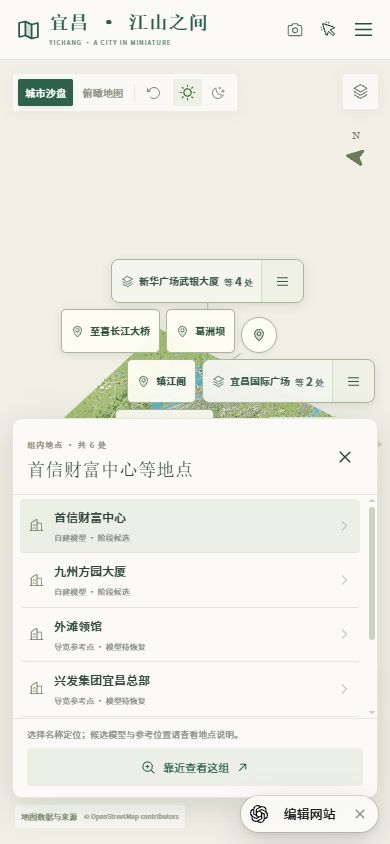 宜昌 • 江山之间
YICHANG • A CITY IN MINIATURE
城市沙盘 俯瞰地图
N
新华广场武银大厦 等4处
至喜长江大桥 葛洲坝
镇江阁 宜昌国际广场 等2处
组内地点 • 共 6 处
首信财富中心等地点
首信财富中心
白建模型 • 阶段候选
九州方园大厦
白建模型 • 阶段候选
外滩领馆
导览参考点 • 模型待恢复
兴发集团宜昌总部
导览参考点 • 模型待恢复
选择名称定位；候选模型与参考位置请查看地点说明。
靠近查看这组
地图数据与来源 © OpenStreetMap contributors
编辑网站